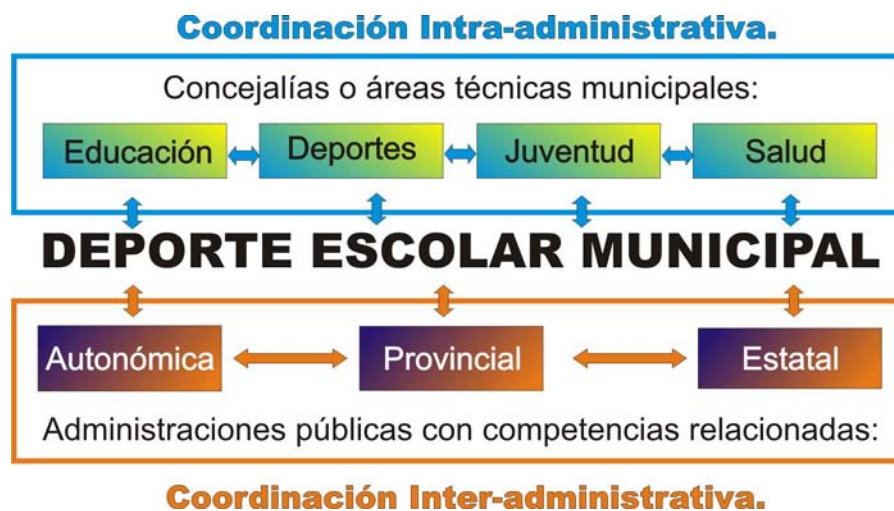 Coordinación Intra-administrativa.
Concejalías o áreas técnicas municipales:
Educación Deportes Juventud Salud
DEPORTE ESCOLAR MUNICIPAL
Autonómica Provincial Estatal
Administraciones públicas con competencias relacionadas:
Coordinación Inter-administrativa.